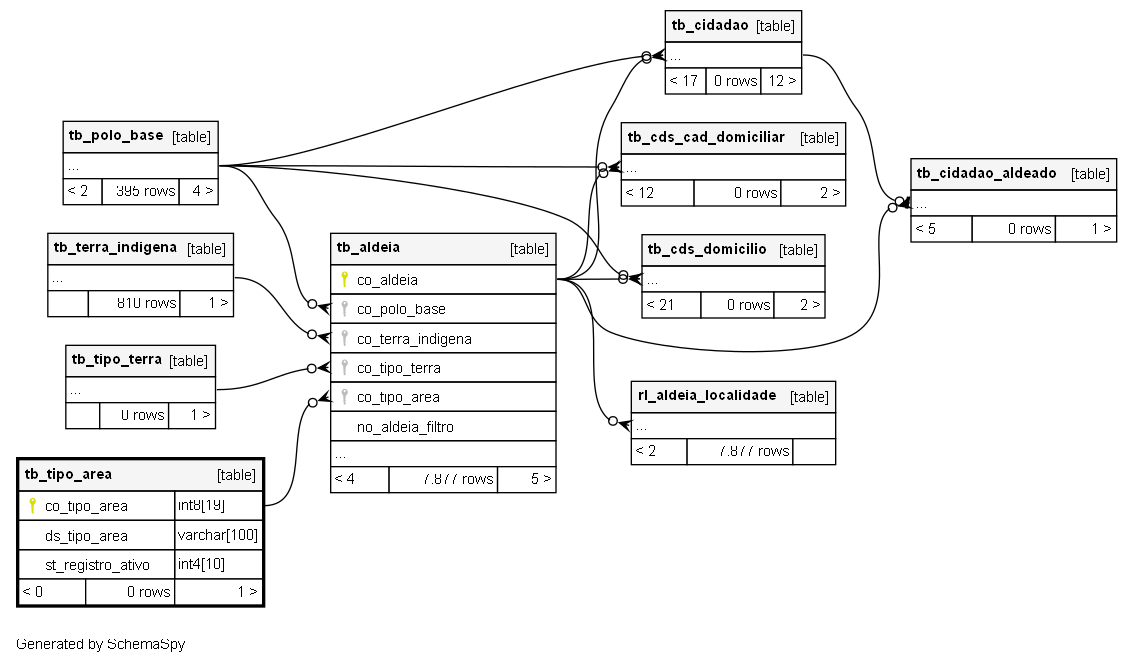 tb_cidadao [table]
...
< 17 0 rows 12 >
tb_polo_base [table]
...
< 2 395 rows 4 >
tb_cds_cad_domiciliar [table]
...
< 12 0 rows 2 >
tb_cidadao_aldeado [table]
...
< 5 0 rows 1 >
tb_terra_indigena [table]
...
810 rows 1 >
tb_aldeia [table]
co_aldeia
co_polo_base
co_terra_indigena
co_tipo_terra
co_tipo_area
no_aldeia_filtro
...
< 4 7.877 rows 5 >
tb_cds_domicilio [table]
...
< 21 0 rows 2 >
tb_tipo_terra [table]
...
0 rows 1 >
rl_aldeia_localidade [table]
...
< 2 7.877 rows
tb_tipo_area [table]
co_tipo_area int8[19]
ds_tipo_area varchar[100]
st_registro_ativo int4[10]
< 0 0 rows 1 >
Generated by SchemaSpy